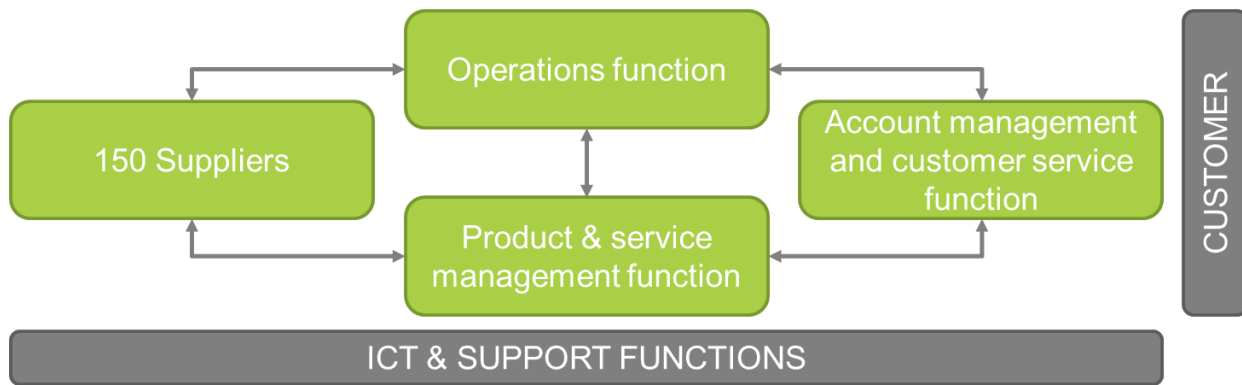 Operations function
150 Suppliers
Account management
and customer service
function
Product & service
management function
CUSTOMER
ICT & SUPPORT FUNCTIONS